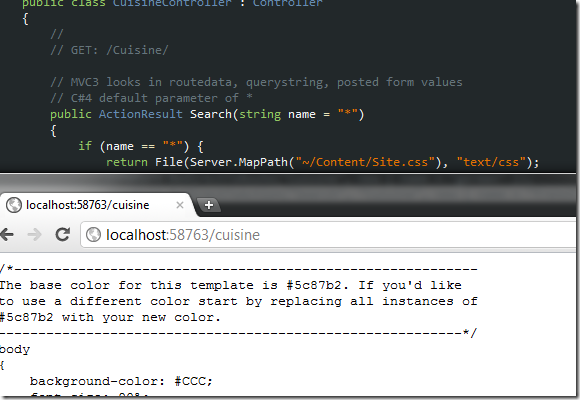 public class CuisineController : Controller
{
//
// GET: /Cuisine/
// MVC3 looks in routedata, querystring, posted form values
// C#4 default parameter of *
public ActionResult Search(string name = "*")
{
if (name == "*") {
return File(Server.MapPath("~/Content/Site.css"), "text/css");
localhost:58763/cuisine
localhost:58763/cuisine
/*----------------------------------------------------------
The base color for this template is #5c87b2. If you'd like
to use a different color start by replacing all instances of
#5c87b2 with your new color.
----------------------------------------------------------*/
body
{
background-color: #CCC;